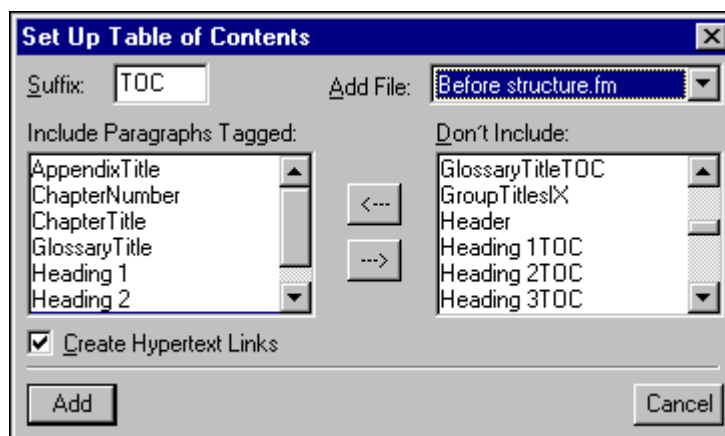 Set Up Table of Contents
Suffix: TOC Add File: Before structure.fm
Include Paragraphs Tagged: Don't Include:
AppendixTitle
ChapterNumber
ChapterTitle
GlossaryTitle
Heading 1
Heading 2
<---
--->
GlossaryTitleTOC
GroupTitlesIX
Header
Heading 1TOC
Heading 2TOC
Heading 3TOC
Create Hypertext Links
Add Cancel